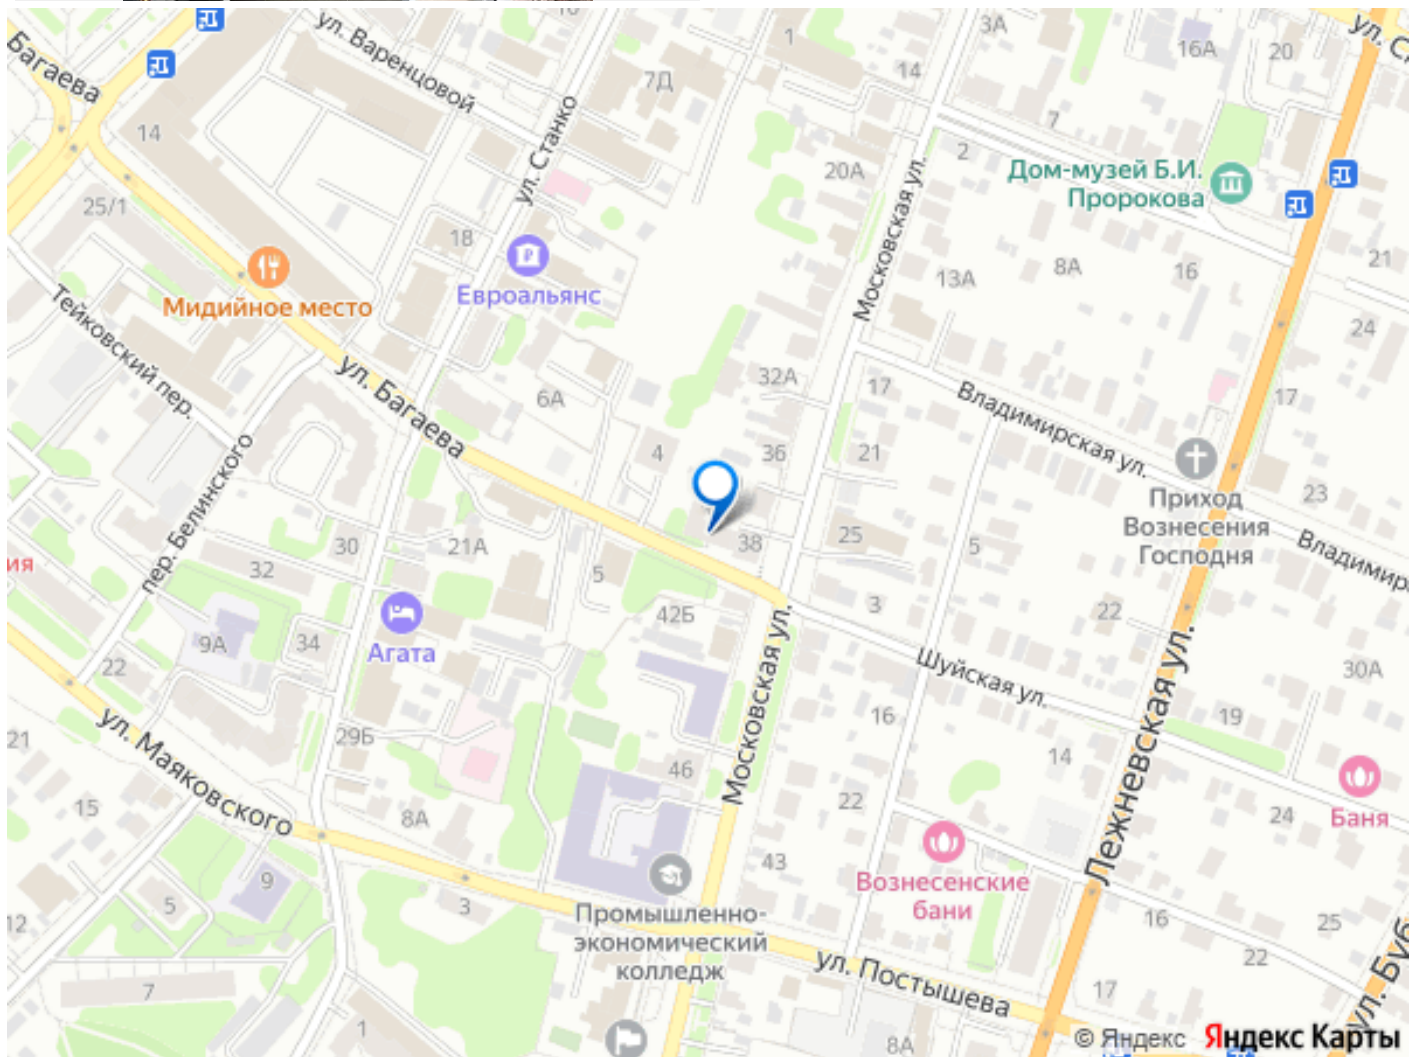 ул. Варенцовой
Багаева
ул. Станко
7Д
1
3А
14
16А
20
7
2
20А
Московская ул.
Дом-музей Б.И.
Пророкова
14
25/1
18
Евроальянс
13А
8А
16
21
24
Мидийное место
Тейковский пер.
ул. Багаева
6А
32А
17
17
Владимирская ул.
4
36
21
пер. Белинского
Приход
Вознесения
Господня
23
30
21А
38
25
5
Владимирс
ия
32
5
42Б
3
22
9А
34
Агата
22
Московская ул.
Шуйская ул.
30А
Лежневская ул.
ул. Маяковского
21
29Б
16
14
19
46
15
8А
22
24
Баня
43
Вознесенские
бани
9
5
3
12
Промышленно-
экономический
колледж
16
25
22
ул. Постышева
7
17
1
8А
© Яндекс Яндекс Карты